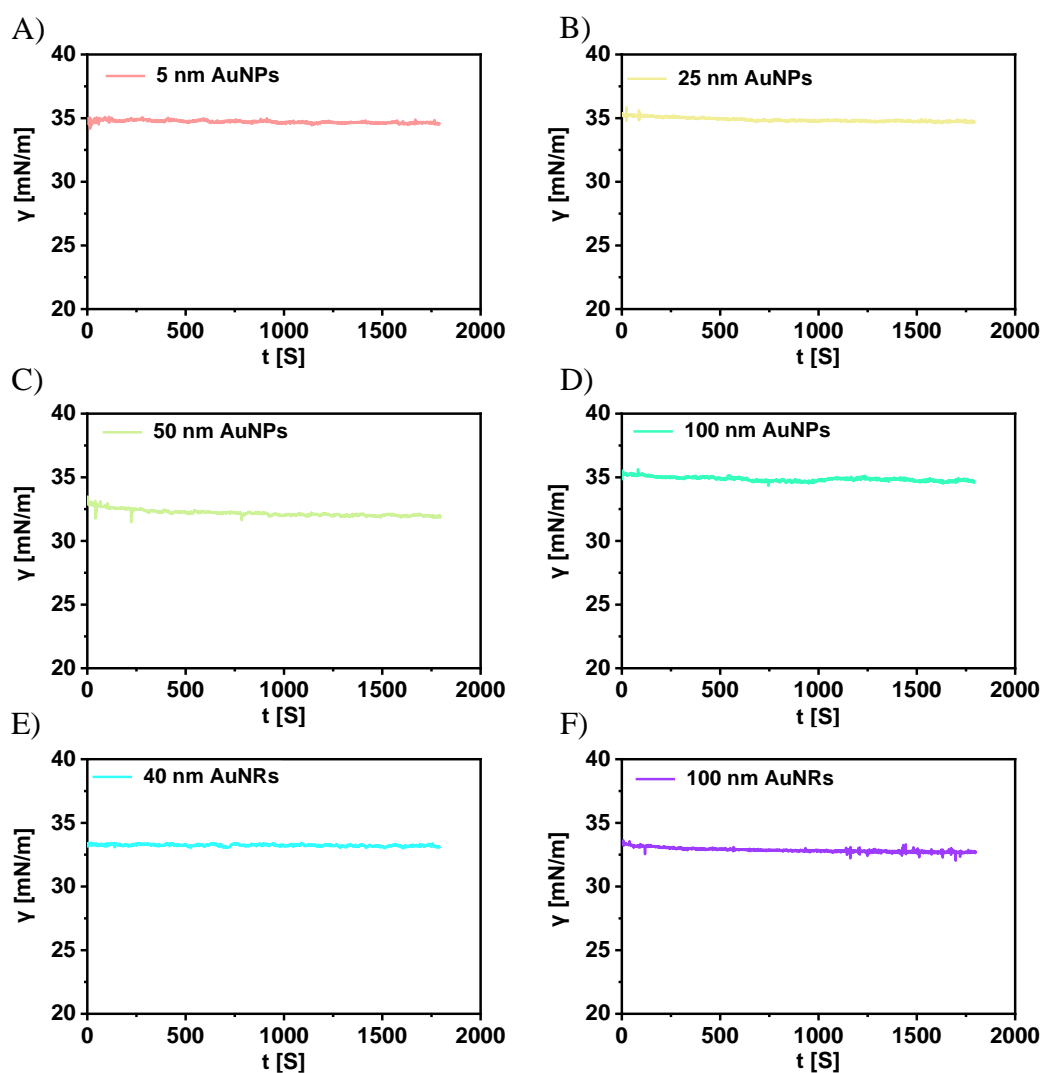 A)
5 nm AuNPs
40
35
30
25
20
γ [mN/m]
0 500 1000 1500 2000
t [S]
B)
25 nm AuNPs
40
35
30
25
20
γ [mN/m]
0 500 1000 1500 2000
t [S]
C)
50 nm AuNPs
40
35
30
25
20
γ [mN/m]
0 500 1000 1500 2000
t [S]
D)
100 nm AuNPs
40
35
30
25
20
γ [mN/m]
0 500 1000 1500 2000
t [S]
E)
40 nm AuNRs
40
35
30
25
20
γ [mN/m]
0 500 1000 1500 2000
t [S]
F)
100 nm AuNRs
40
35
30
25
20
γ [mN/m]
0 500 1000 1500 2000
t [S]